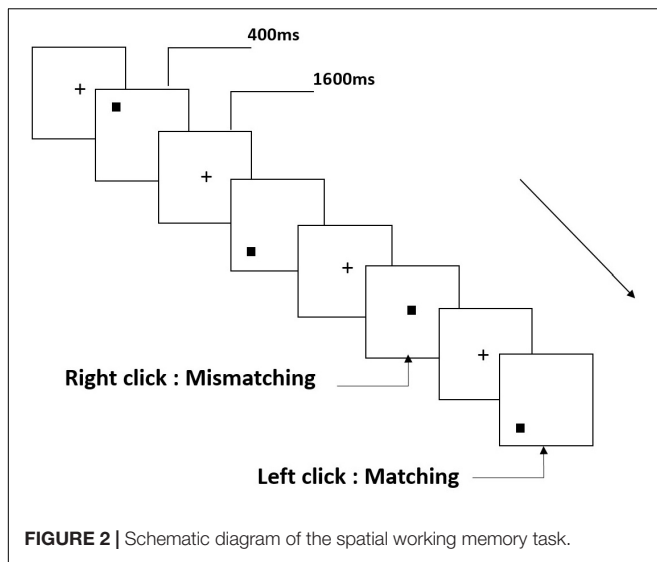 400ms
1600ms
Right click : Mismatching
Left click : Matching
FIGURE 2 | Schematic diagram of the spatial working memory task.